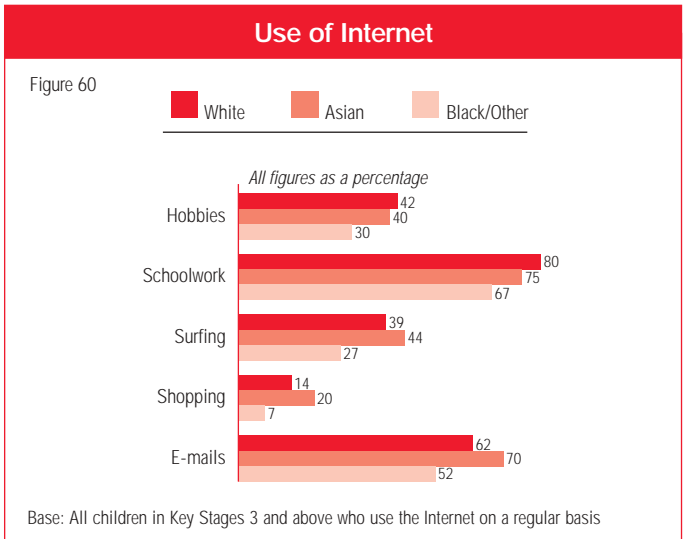 Use of Internet
Figure 60
White Asian Black/Other
All figures as a percentage
Hobbies
42
40
30
Schoolwork
80
75
67
Surfing
39
44
27
Shopping
14
20
7
E-mails
62
70
52
Base: All children in Key Stages 3 and above who use the Internet on a regular basis